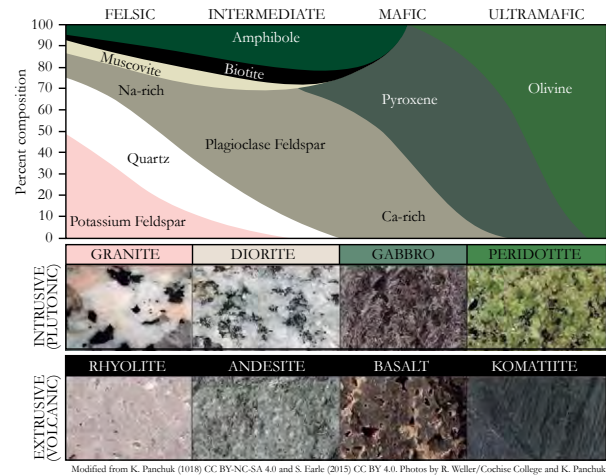 FELSIC INTERMEDIATE MAFIC ULTRAMAFIC
Percent composition
100
90
80
70
60
50
40
30
20
10
0
Amphibole
Biotite
Muscovite
Na-rich
Pyroxene
Olivine
Plagioclase Feldspar
Quartz
Ca-rich
Potassium Feldspar
INTRUSIVE
(PLUTONIC)
GRANITE DIORITE GABBRO PERIDOTITE
EXTRUSIVE
(VOLCANIC)
RHYOLITE ANDESITE BASALT KOMATIITE
Modified from K. Panchuk (1018) CC BY-NC-SA 4.0 and S. Earle (2015) CC BY 4.0. Photos by R. Weller/Cochise College and K. Panchuk